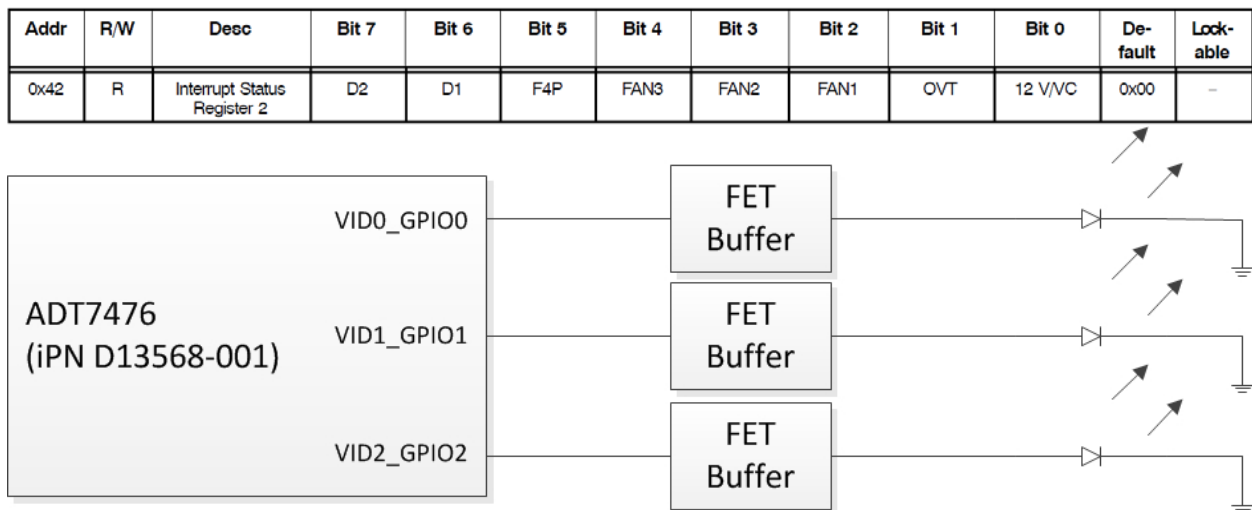 Addr R/W Desc Bit 7 Bit 6 Bit 5 Bit 4 Bit 3 Bit 2 Bit 1 Bit 0 De-
fault Lock-
able
0x42 R Interrupt Status
Register 2 D2 D1 F4P FAN3 FAN2 FAN1 OVT 12 V/VC 0x00 –
VID0_GPIO0
FET
Buffer
ADT7476
(iPN D13568-001)
VID1_GPIO1
FET
Buffer
VID2_GPIO2
FET
Buffer